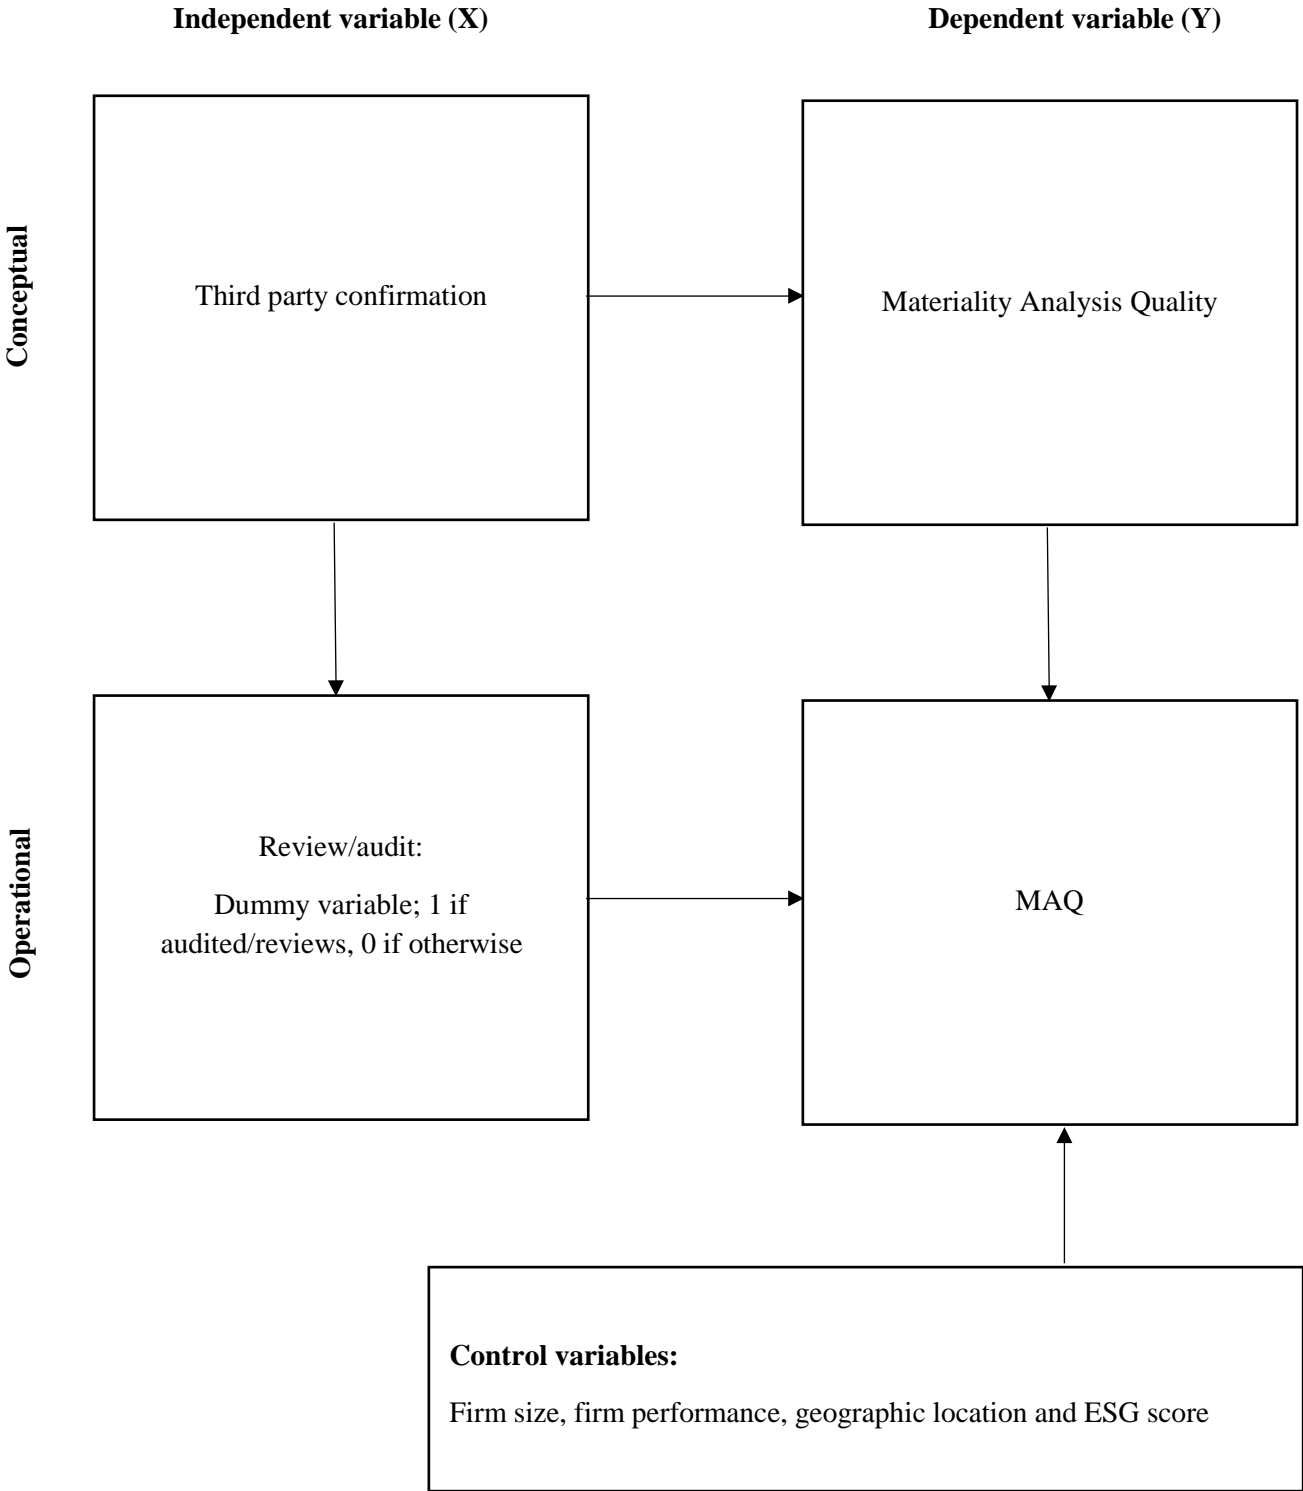 Independent variable (X)
Dependent variable (Y)
Conceptual
Third party confirmation
Materiality Analysis Quality
Operational
Review/audit:
Dummy variable; 1 if
audited/reviews, 0 if otherwise
MAQ
Control variables:
Firm size, firm performance, geographic location and ESG score